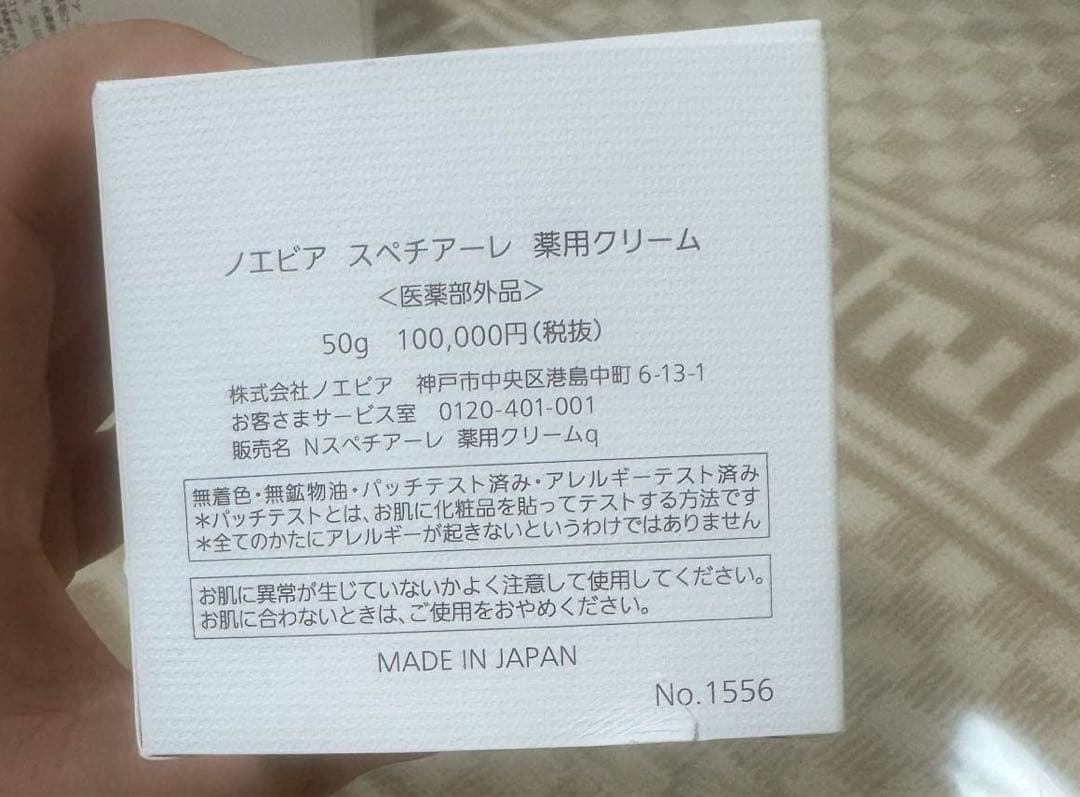 ノエビア スペチアーレ 薬用クリーム
＜医薬部外品＞
50g 100,000円(税抜)
株式会社ノエビア 神戸市中央区港島中町 6-13-1
お客さまサービス室 0120-401-001
販売名 Nスペチアーレ 薬用クリームq
無着色・無鉱物油・パッチテスト済み・アレルギーテスト済み
＊パッチテストとは、お肌に化粧品を貼ってテストする方法です
＊全てのかたにアレルギーが起きないというわけではありません
お肌に異常が生じていないかよく注意して使用してください。
お肌に合わないときは、ご使用をおやめください。
MADE IN JAPAN
No.1556